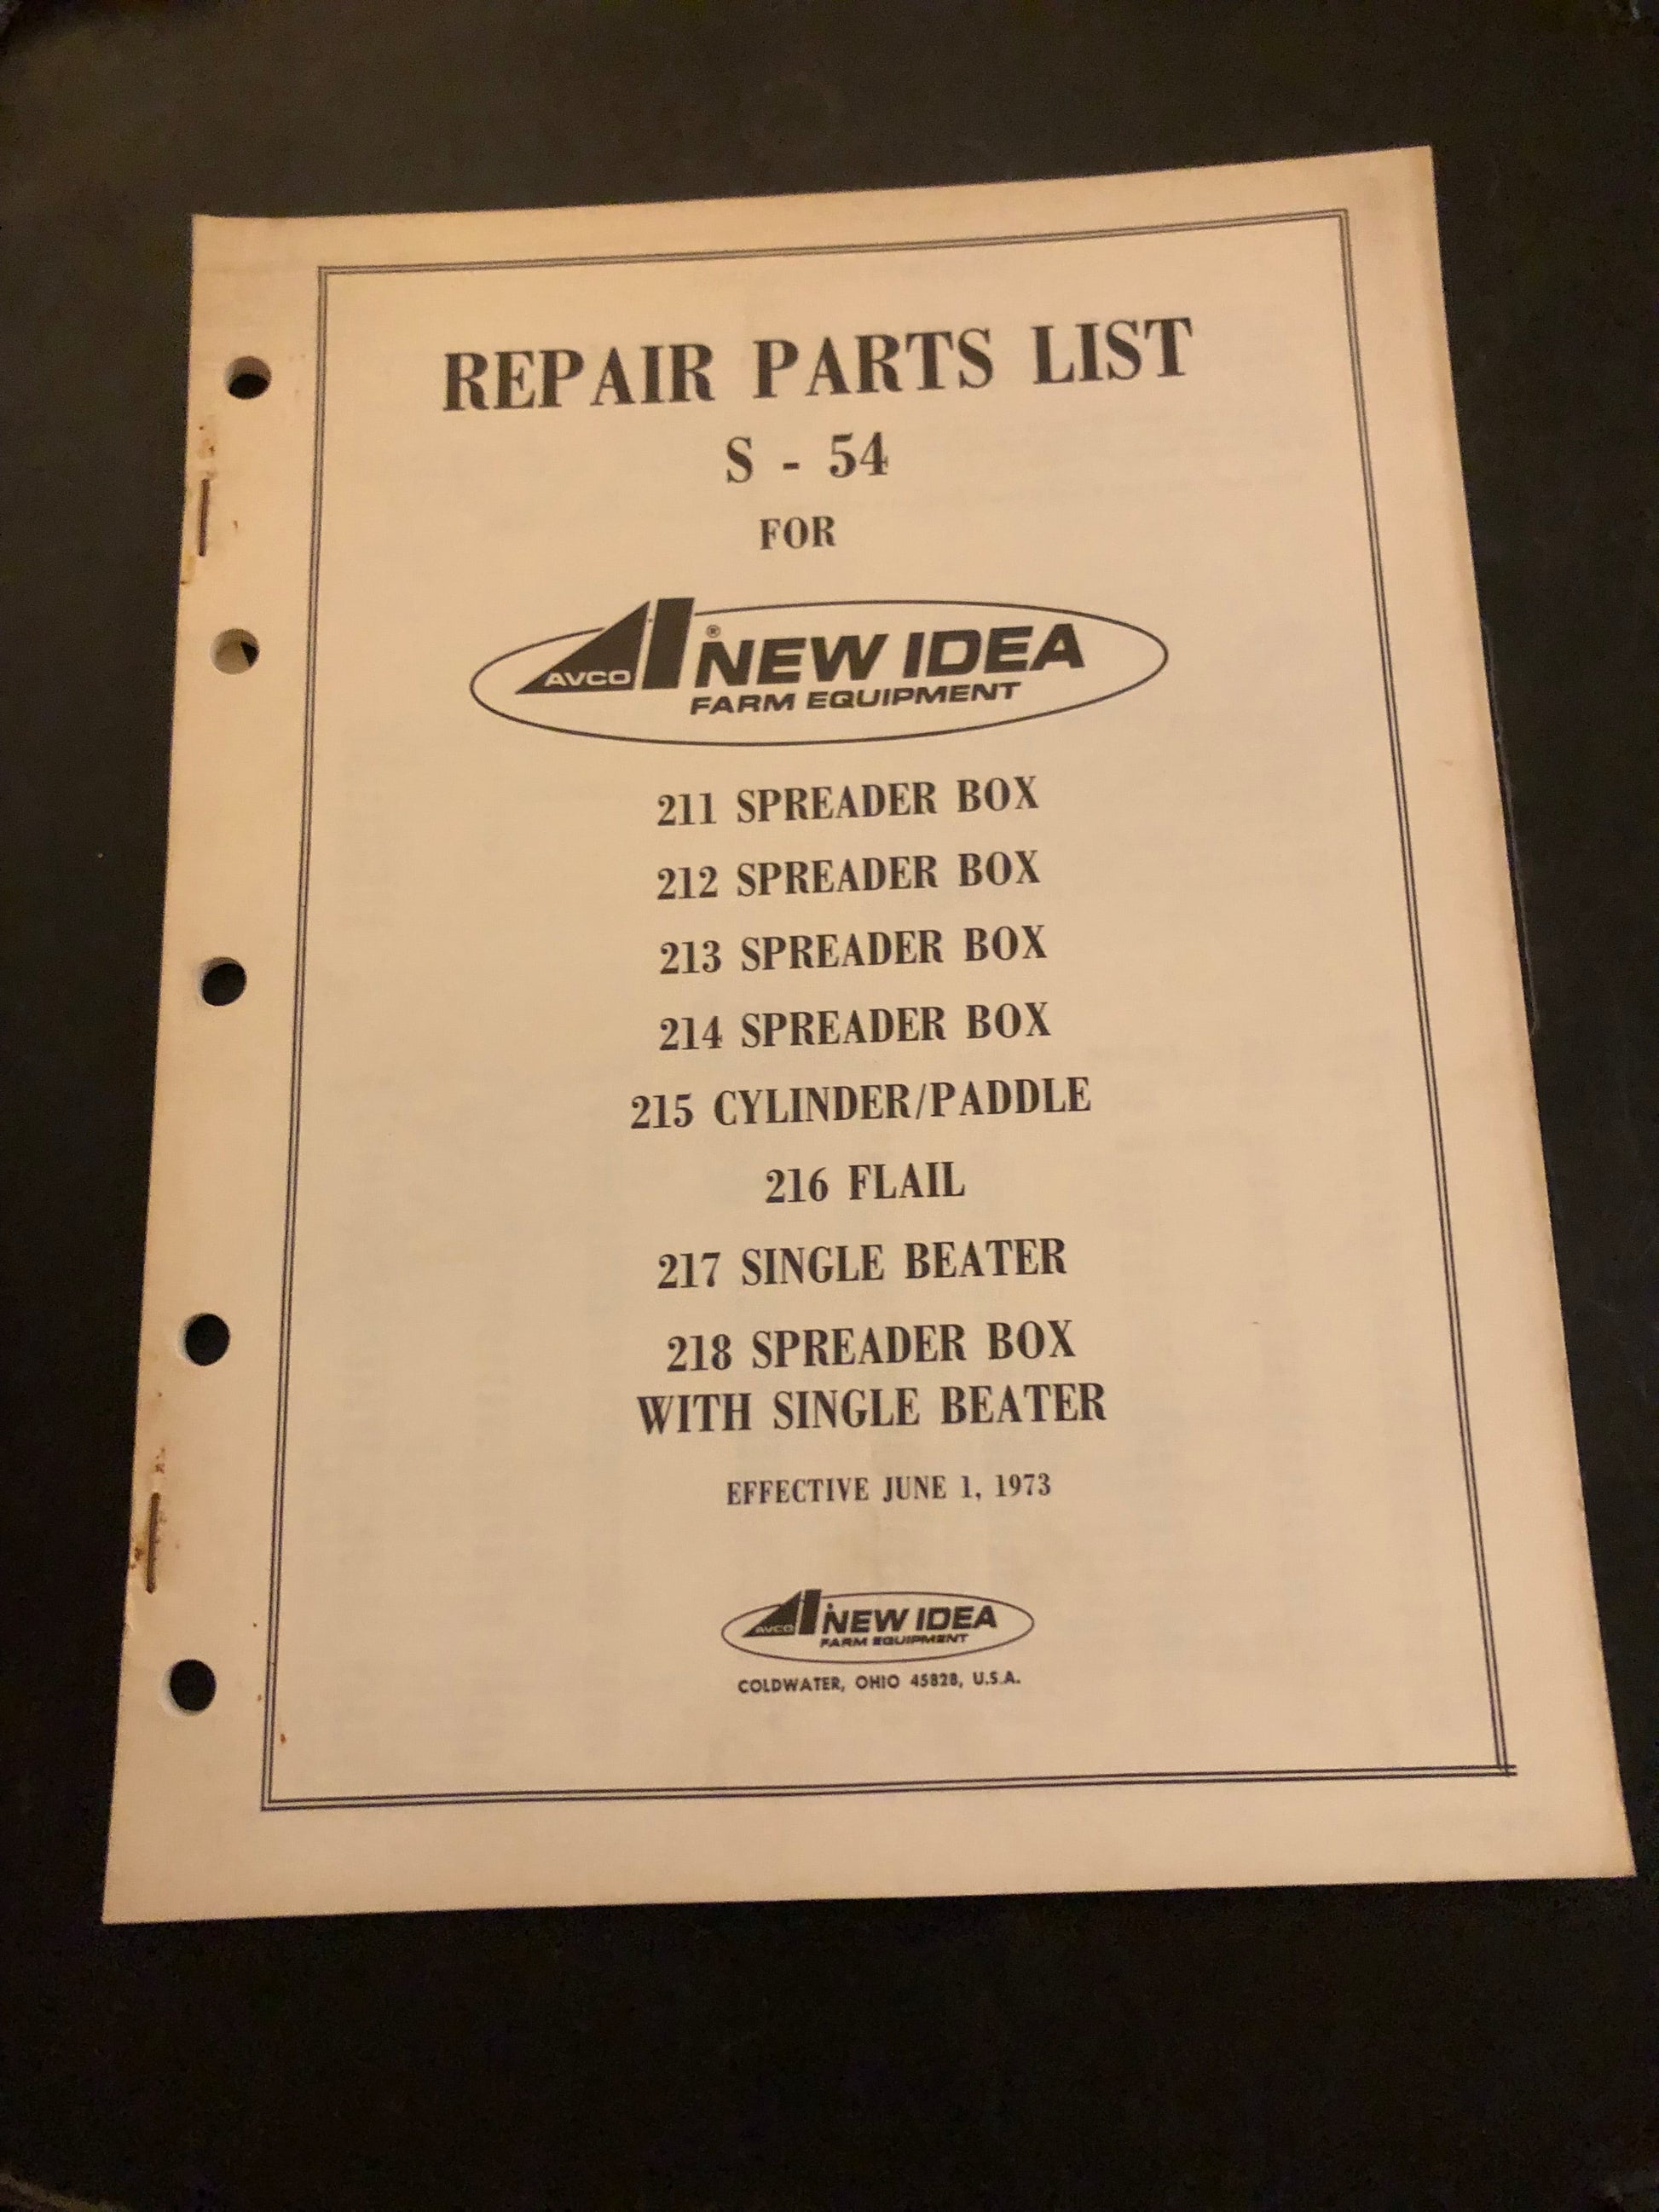 REPAIR PARTS LIST
S - 54
FOR
AVCO
® NEW IDEA
FARM EQUIPMENT
211 SPREADER BOX
212 SPREADER BOX
213 SPREADER BOX
214 SPREADER BOX
215 CYLINDER/PADDLE
216 FLAIL
217 SINGLE BEATER
218 SPREADER BOX
WITH SINGLE BEATER
EFFECTIVE JUNE 1, 1973
AVCO
NEW IDEA
FARM EQUIPMENT
COLDWATER, OHIO 45828, U.S.A.